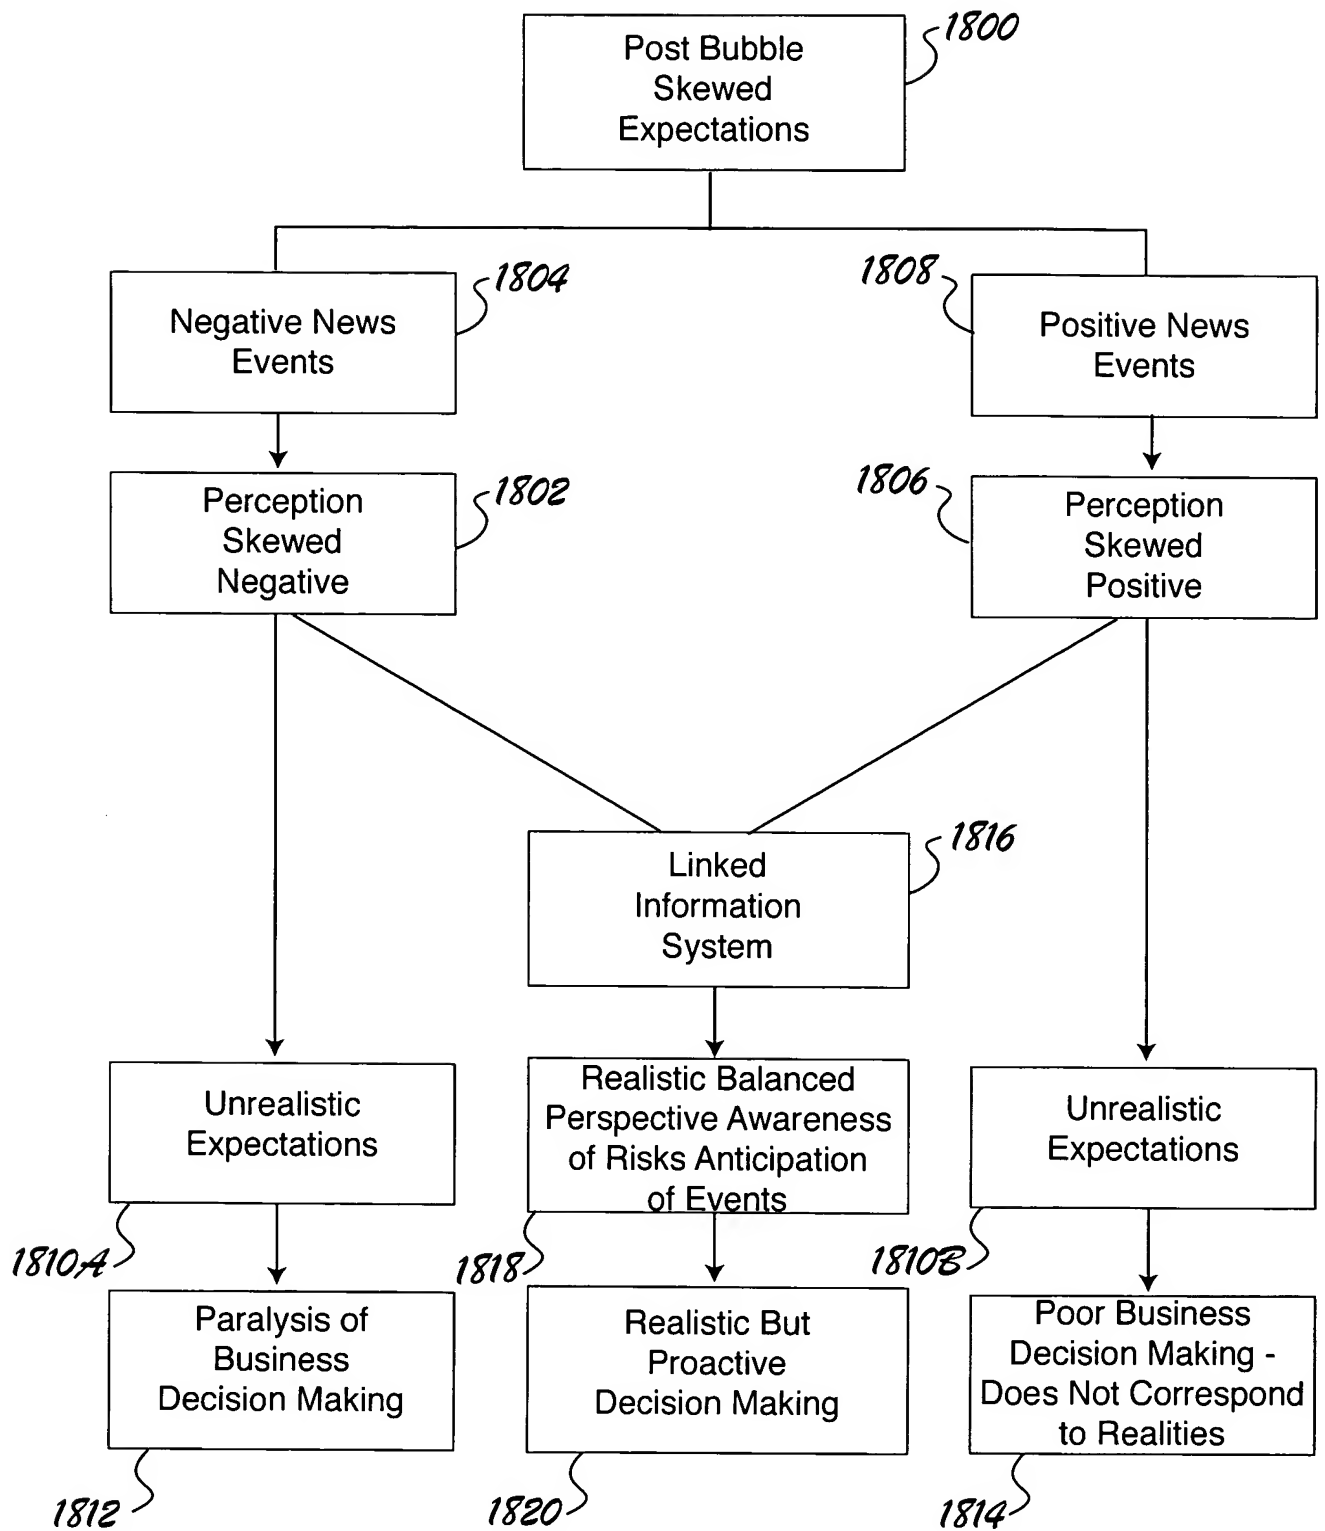 Post Bubble
Skewed
Expectations
1800
Negative News
Events
1804
1808
Positive News
Events
Perception
Skewed
Negative
1802
1806
Perception
Skewed
Positive
Linked
Information
System
1816
Unrealistic
Expectations
1810A
Realistic Balanced
Perspective Awareness
of Risks Anticipation
of Events
1818
Unrealistic
Expectations
1810B
Paralysis of
Business
Decision Making
1812
Realistic But
Proactive
Decision Making
1820
Poor Business
Decision Making -
Does Not Correspond
to Realities
1814